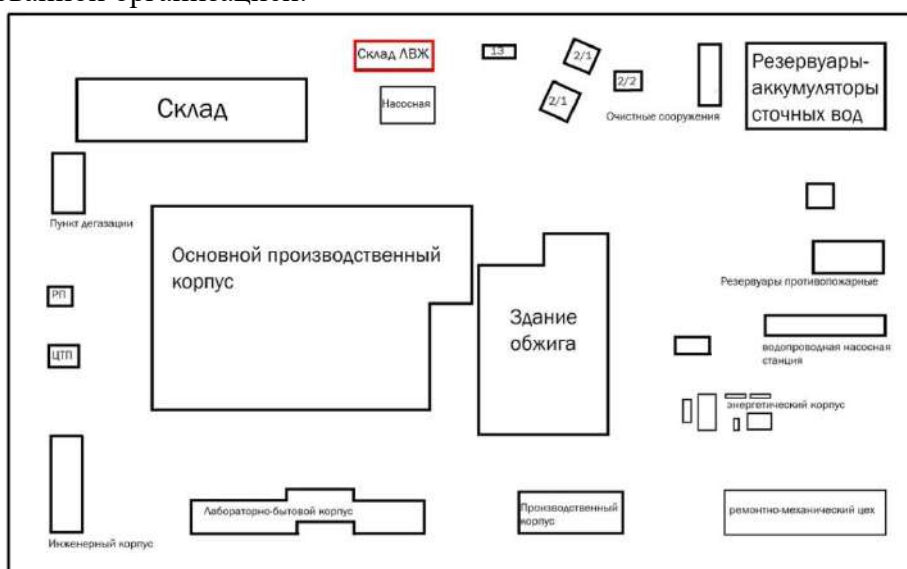 Склад ЛВЖ
13
2/1
2/1
2/2
Резервуары-
аккумуляторы
сточных вод
Склад
Насосная
Очистные сооружения
Пункт дегазации
Основной производственный
корпус
Здание
обжига
Резервуары противопожарные
РП
ЦТП
водопроводная насосная
станция
энергетический корпус
Лабораторно-бытовой корпус
Производственный
корпус
ремонтно-механический цех
Инженерный корпус